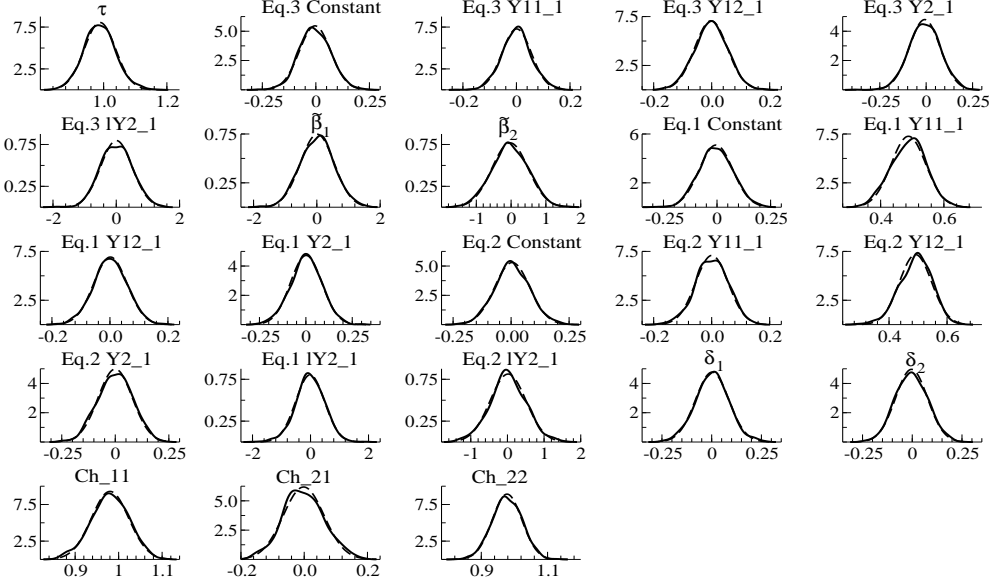 τ
Eq.3 Constant
Eq.3 Y11_1
Eq.3 Y12_1
Eq.3 Y2_1
7.5
2.5
1.0 1.2
5.0
2.5
-0.25 0 0.25
7.5
2.5
-0.25 0 0.2
7.5
2.5
-0.2 0.0 0.2
4
2
-0.25 0 0.25
Eq.3 lY2_1
β̃1
β̃2
Eq.1 Constant
Eq.1 Y11_1
0.75
0.25
-2 0 2
0.75
0.25
-2 0 2
0.75
0.25
-1 0 1 2
6
2
-0.25 0 0.25
7.5
2.5
0.4 0.6
Eq.1 Y12_1
Eq.1 Y2_1
Eq.2 Constant
Eq.2 Y11_1
Eq.2 Y12_1
7.5
2.5
-0.2 0.0 0.2
4
2
-0.25 0 0.25
5.0
2.5
-0.25 0.00 0.25
7.5
2.5
-0.2 0.0 0.2
7.5
2.5
0.4 0.6
Eq.2 Y2_1
Eq.1 lY2_1
Eq.2 lY2_1
δ1
δ2
4
2
-0.25 0 0.25
0.75
0.25
-2 0 2
0.75
0.25
-1 0 1 2
4
2
-0.25 0 0.25
4
2
-0.25 0 0.25
Ch_11
Ch_21
Ch_22
7.5
2.5
0.9 1 1.1
5.0
2.5
-0.2 0.0 0.2
7.5
2.5
0.9 1.1